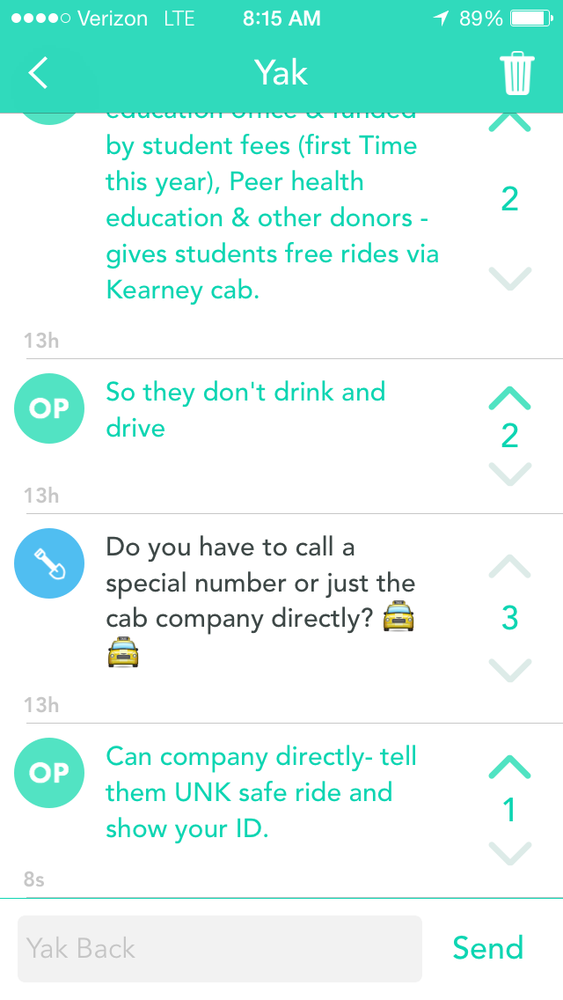 Verizon LTE 8:15 AM 89%
Yak
education office & funded
by student fees (first Time
this year), Peer health
education & other donors -
gives students free rides via
Kearney cab.
2
13h
OP
So they don't drink and
drive
2
13h
Do you have to call a
special number or just the
cab company directly? 🚖
🚖
3
13h
OP
Can company directly- tell
them UNK safe ride and
show your ID.
1
8s
Yak Back
Send